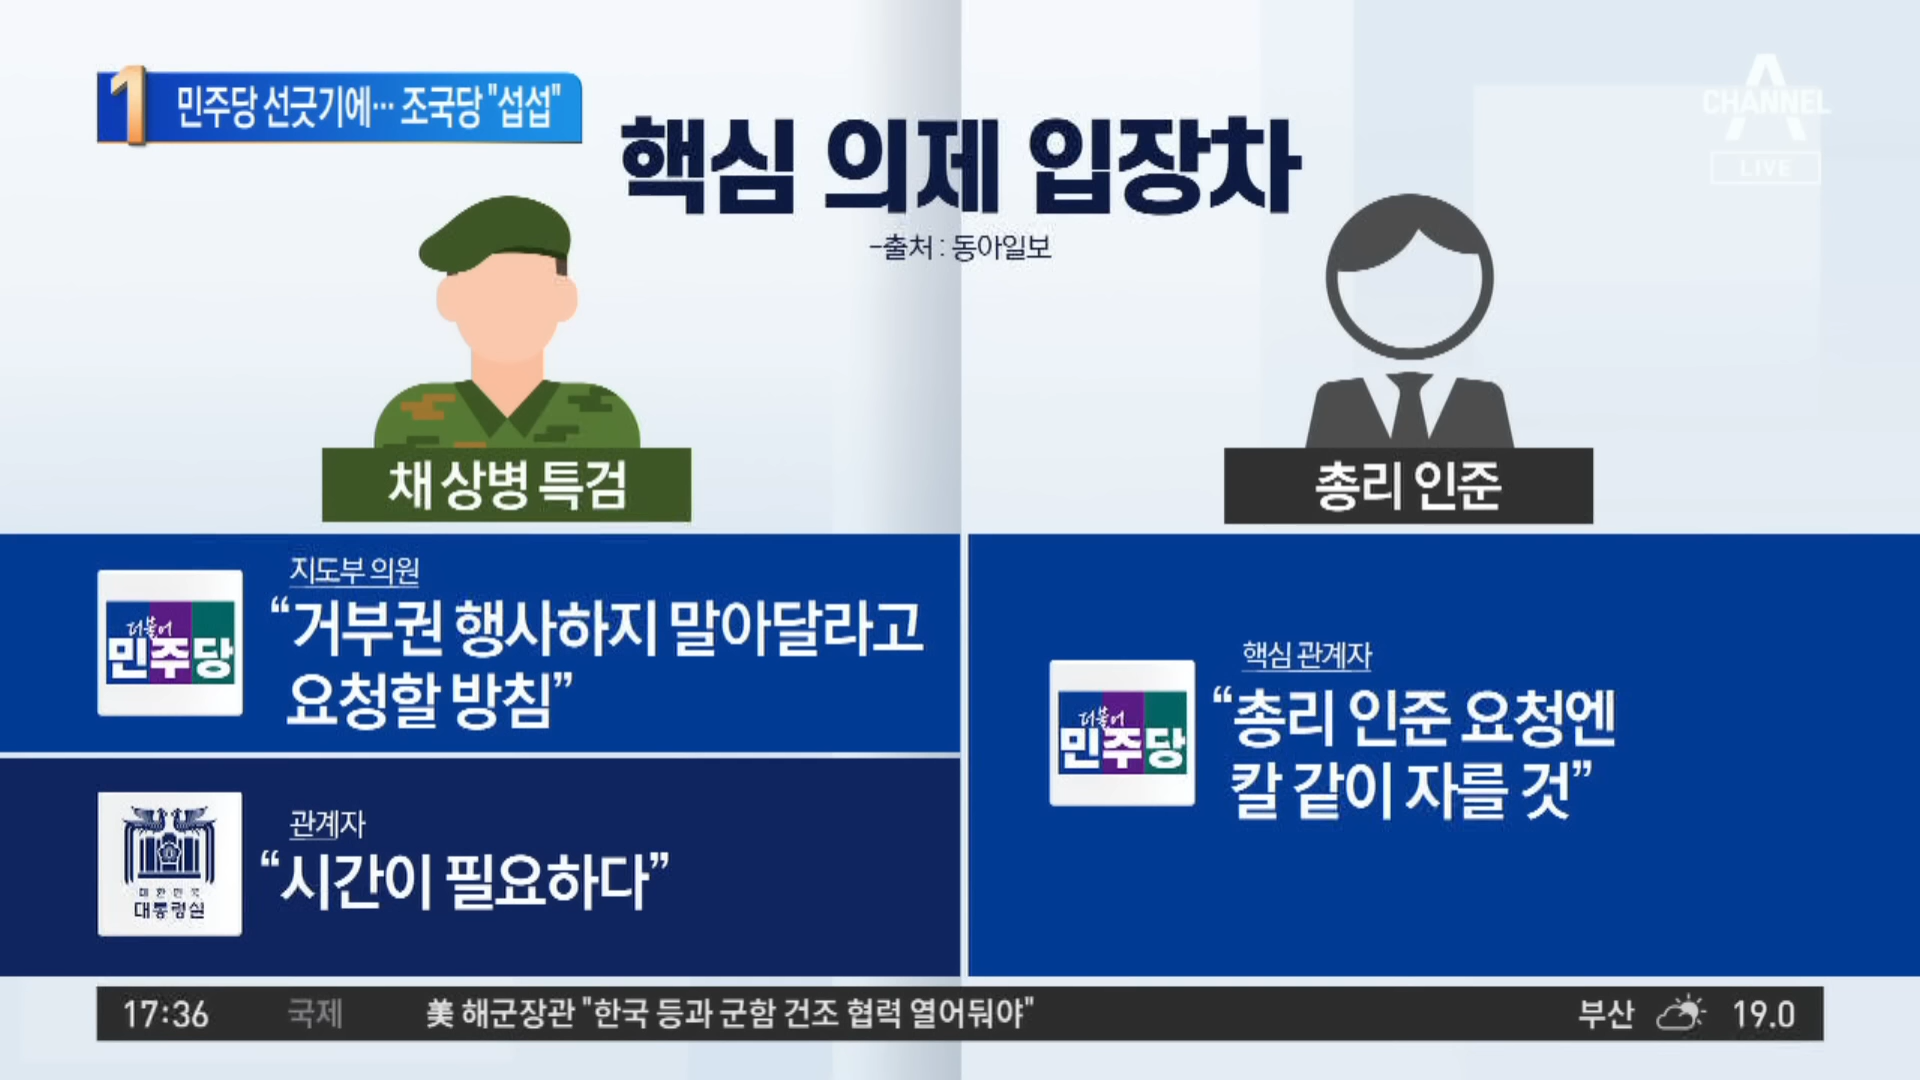 1 민주당 선긋기에… 조국당 "섭섭"
CHANNEL A
LIVE
핵심 의제 입장차
-출처 : 동아일보
채 상병 특검
총리 인준
더불어
민주당
지도부 의원
“거부권 행사하지 말아달라고
요청할 방침”
대한민국
대통령실
관계자
“시간이 필요하다”
더불어
민주당
핵심 관계자
“총리 인준 요청엔
칼 같이 자를 것”
17:36 국제 美 해군장관 "한국 등과 군함 건조 협력 열어둬야" 부산 19.0